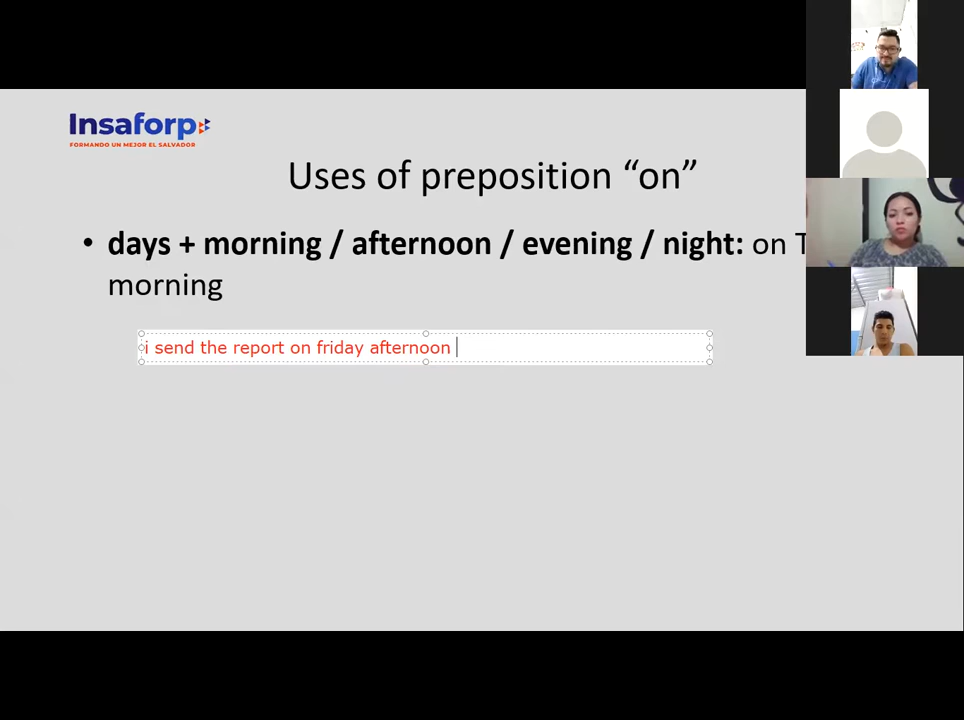 Insaforp
FORMANDO UN MEJOR EL SALVADOR
Uses of preposition “on”
• days + morning / afternoon / evening / night: on
morning
i send the report on friday afternoon